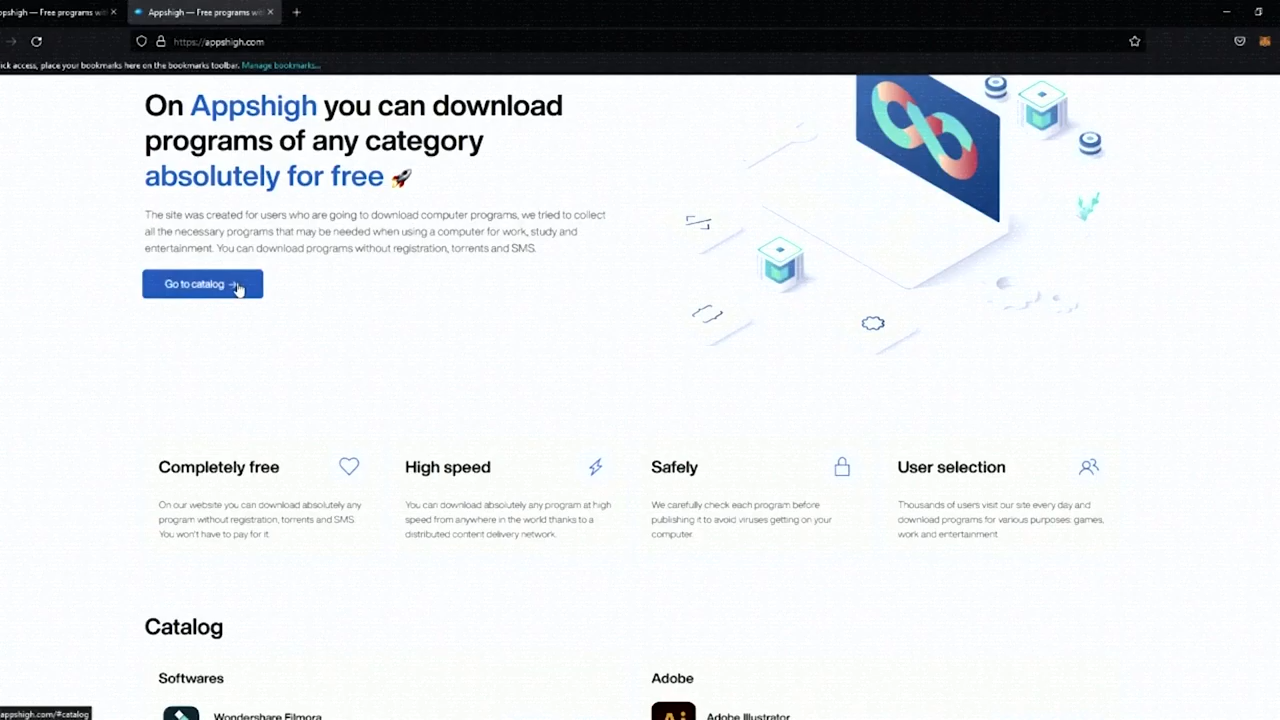 ppshigh — Free programs wit
Appshigh — Free programs wit
https://appshigh.com
ick access, place your bookmarks here on the bookmarks toolbar. Manage bookmarks...
On Appshigh you can download
programs of any category
absolutely for free
The site was created for users who are going to download computer programs, we tried to collect
all the necessary programs that may be needed when using a computer for work, study and
entertainment. You can download programs without registration, torrents and SMS.
Go to catalog →
Completely free
On our website you can download absolutely any
program without registration, torrents and SMS.
You won't have to pay for it.
High speed
You can download absolutely any program at high
speed from anywhere in the world thanks to a
distributed content delivery network.
Safely
We carefully check each program before
publishing it to avoid viruses getting on your
computer.
User selection
Thousands of users visit our site every day and
download programs for various purposes: games,
work and entertainment
Catalog
Softwares
Adobe
Wondershare Filmora
Ai
Adobe Illustrator
appshigh.com/#catalog